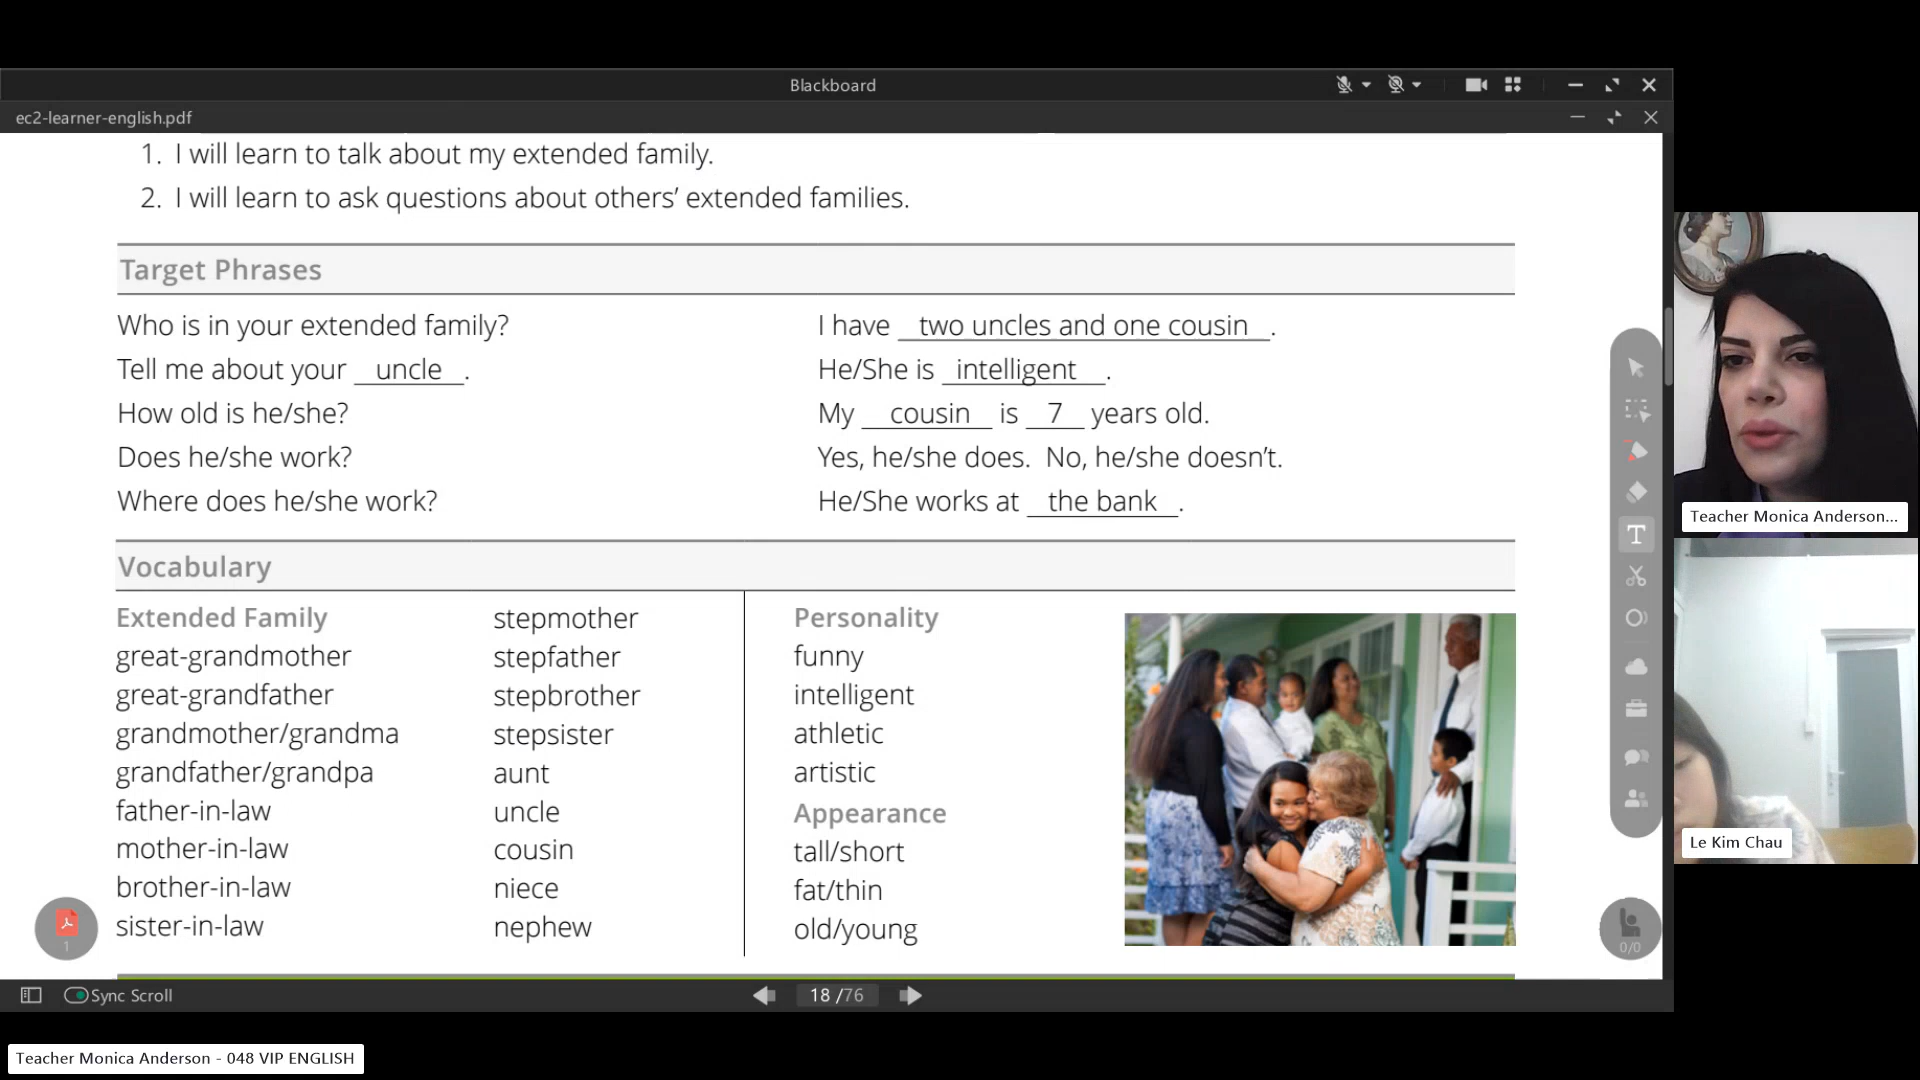 Blackboard
ec2-learner-english.pdf
1. I will learn to talk about my extended family.
2. I will learn to ask questions about others’ extended families.
Target Phrases
Who is in your extended family?
I have two uncles and one cousin.
Tell me about your uncle.
He/She is intelligent.
How old is he/she?
My cousin is 7 years old.
Does he/she work?
Yes, he/she does. No, he/she doesn’t.
Where does he/she work?
He/She works at the bank.
Vocabulary
Extended Family
great-grandmother
great-grandfather
grandmother/grandma
grandfather/grandpa
father-in-law
mother-in-law
brother-in-law
sister-in-law
stepmother
stepfather
stepbrother
stepsister
aunt
uncle
cousin
niece
nephew
Personality
funny
intelligent
athletic
artistic
Appearance
tall/short
fat/thin
old/young
1
T
0/0
Sync Scroll
18 /76
Teacher Monica Anderson...
Le Kim Chau
Teacher Monica Anderson - 048 VIP ENGLISH